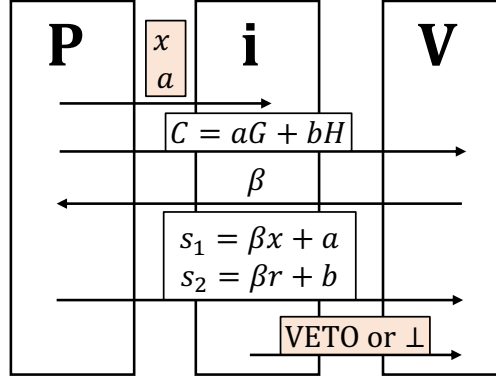 P i V
x
a
C = aG + bH
β
s₁ = βx + a
s₂ = βr + b
VETO or ⊥